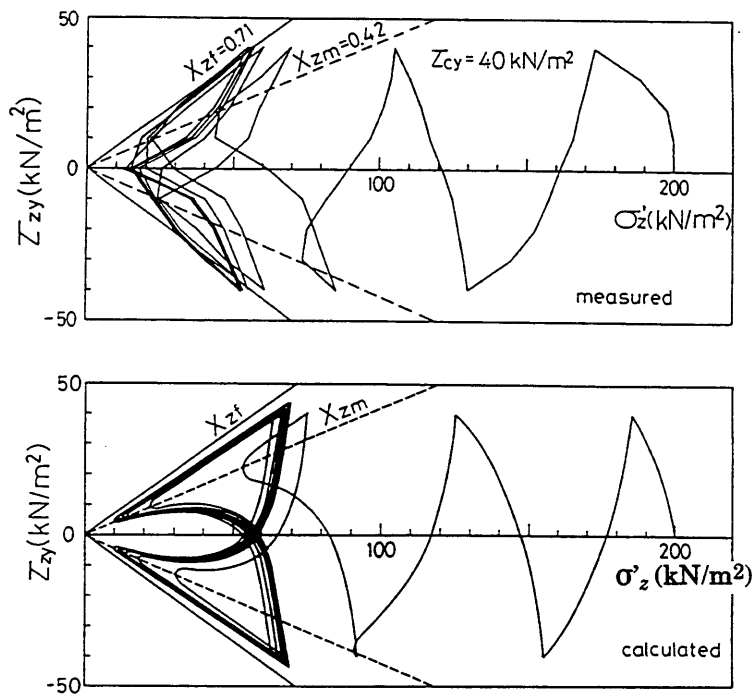 50
X_zf=0.71
X_zm=0.42
τ_cy=40 kN/m²
τ_zy (kN/m²)
0
100
200
σ_z'(kN/m²)
measured
-50
50
X_zf
X_zm
τ_zy (kN/m²)
0
100
200
σ'_z (kN/m²)
calculated
-50